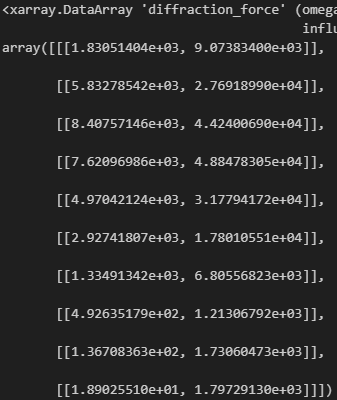 <xarray.DataArray 'diffraction_force' (omega
influ
array([[[1.83051404e+03, 9.07383400e+03]],
[[5.83278542e+03, 2.76918990e+04]],
[[8.40757146e+03, 4.42400690e+04]],
[[7.62096986e+03, 4.88478305e+04]],
[[4.97042124e+03, 3.17794172e+04]],
[[2.92741807e+03, 1.78010551e+04]],
[[1.33491342e+03, 6.80556823e+03]],
[[4.92635179e+02, 1.21306792e+03]],
[[1.36708363e+02, 1.73060473e+03]],
[[1.89025510e+01, 1.79729130e+03]]])